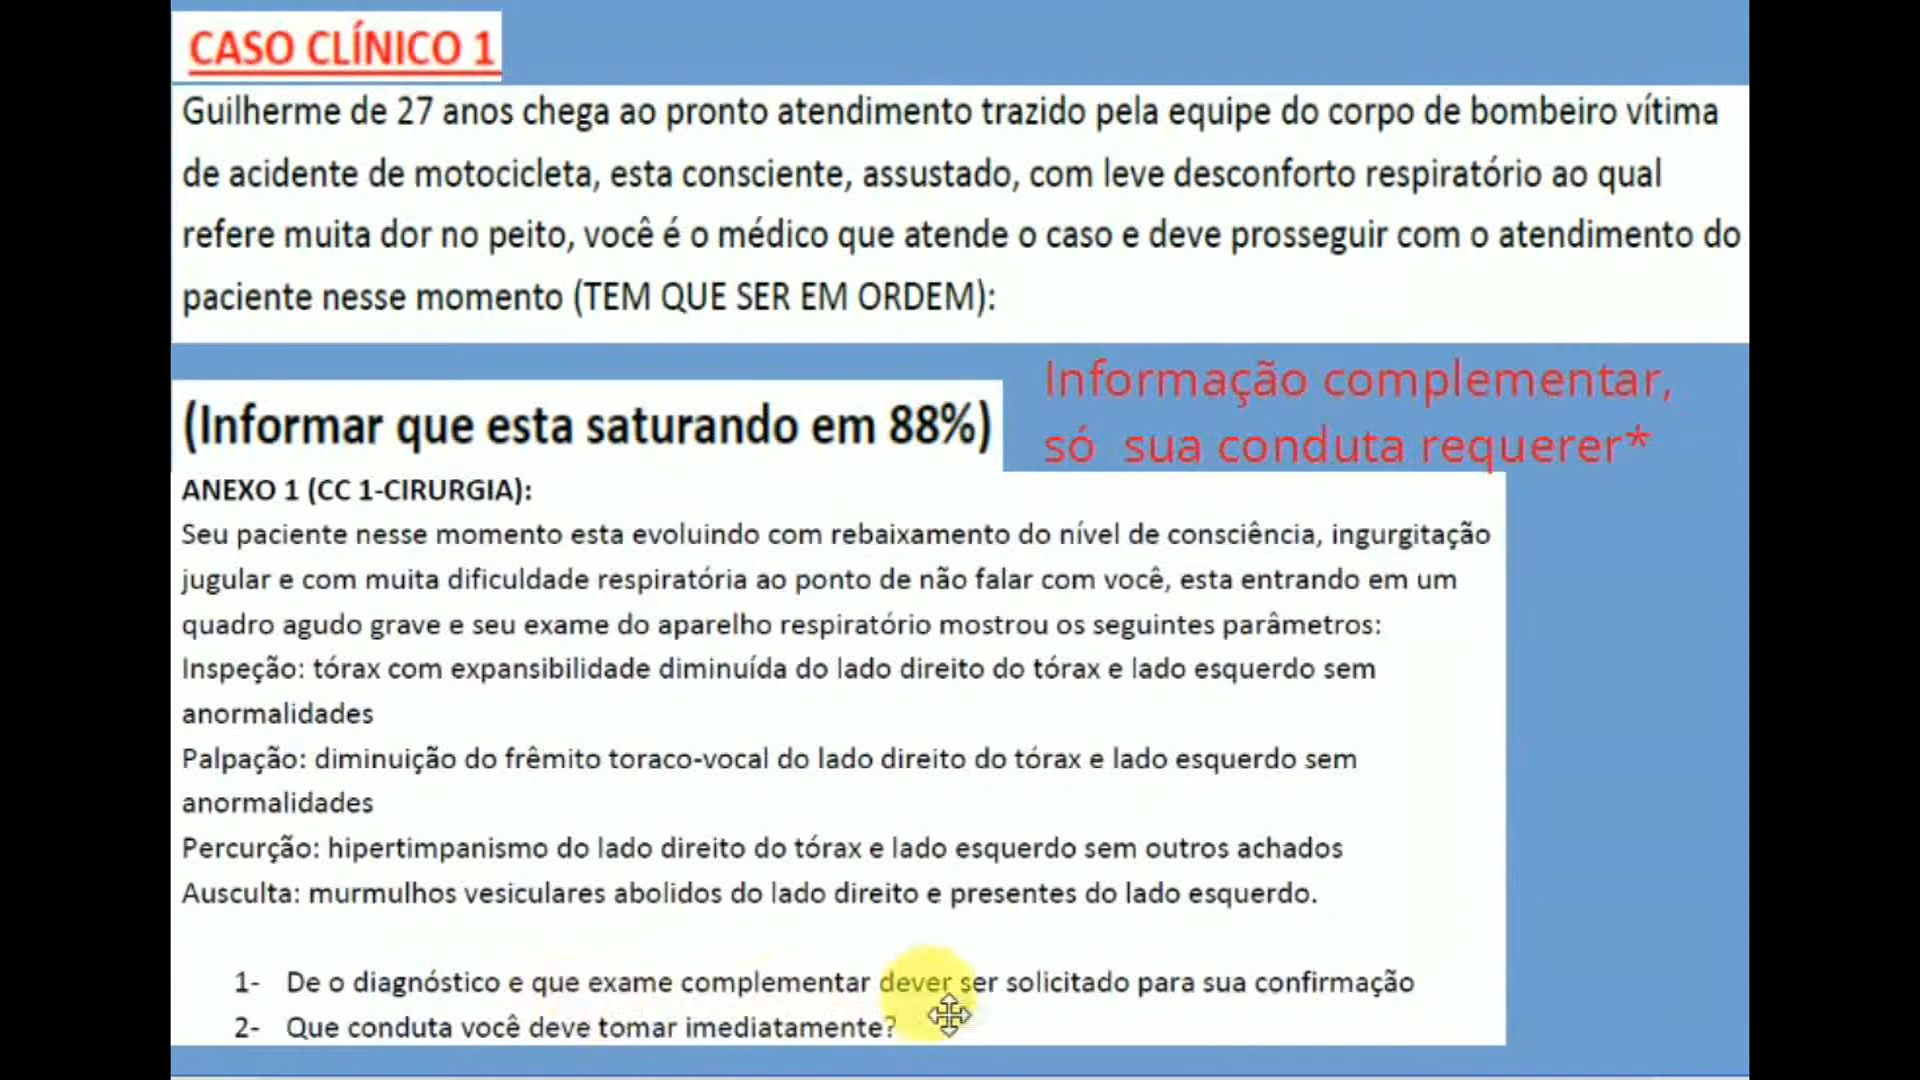 CASO CLÍNICO 1
Guilherme de 27 anos chega ao pronto atendimento trazido pela equipe do corpo de bombeiro vítima
de acidente de motocicleta, esta consciente, assustado, com leve desconforto respiratório ao qual
refere muita dor no peito, você é o médico que atende o caso e deve prosseguir com o atendimento do
paciente nesse momento (TEM QUE SER EM ORDEM):
(Informar que esta saturando em 88%)
Informação complementar,
só sua conduta requerer*
ANEXO 1 (CC 1-CIRURGIA):
Seu paciente nesse momento esta evoluindo com rebaixamento do nível de consciência, ingurgitação
jugular e com muita dificuldade respiratória ao ponto de não falar com você, esta entrando em um
quadro agudo grave e seu exame do aparelho respiratório mostrou os seguintes parâmetros:
Inspeção: tórax com expansibilidade diminuída do lado direito do tórax e lado esquerdo sem
anormalidades
Palpação: diminuição do frêmito toraco-vocal do lado direito do tórax e lado esquerdo sem
anormalidades
Percurção: hipertimpanismo do lado direito do tórax e lado esquerdo sem outros achados
Ausculta: murmulhos vesiculares abolidos do lado direito e presentes do lado esquerdo.
1- De o diagnóstico e que exame complementar dever ser solicitado para sua confirmação
2- Que conduta você deve tomar imediatamente?